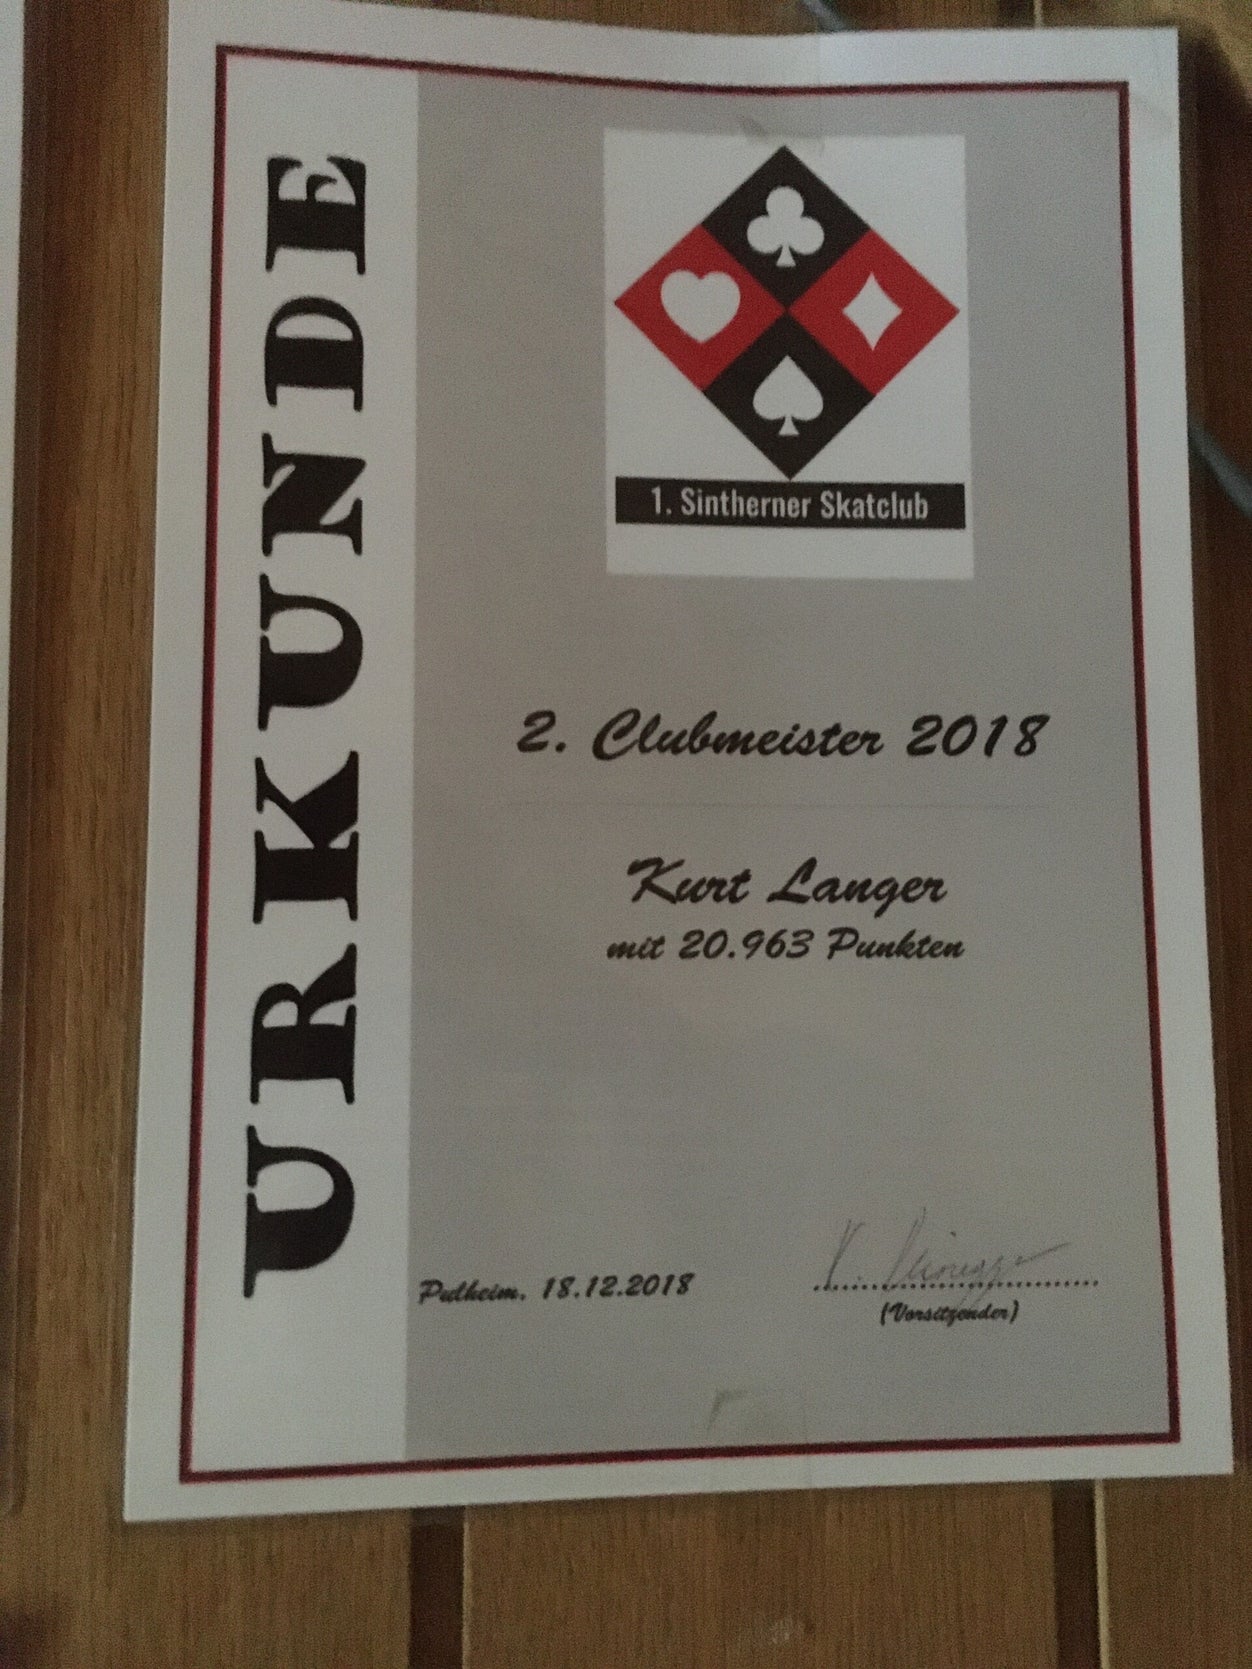 URKUNDE
1. Sintherner Skatclub
2. Clubmeister 2018
Kurt Langer
mit 20.963 Punkten
Pulheim, 18.12.2018
(Vorsitzender)